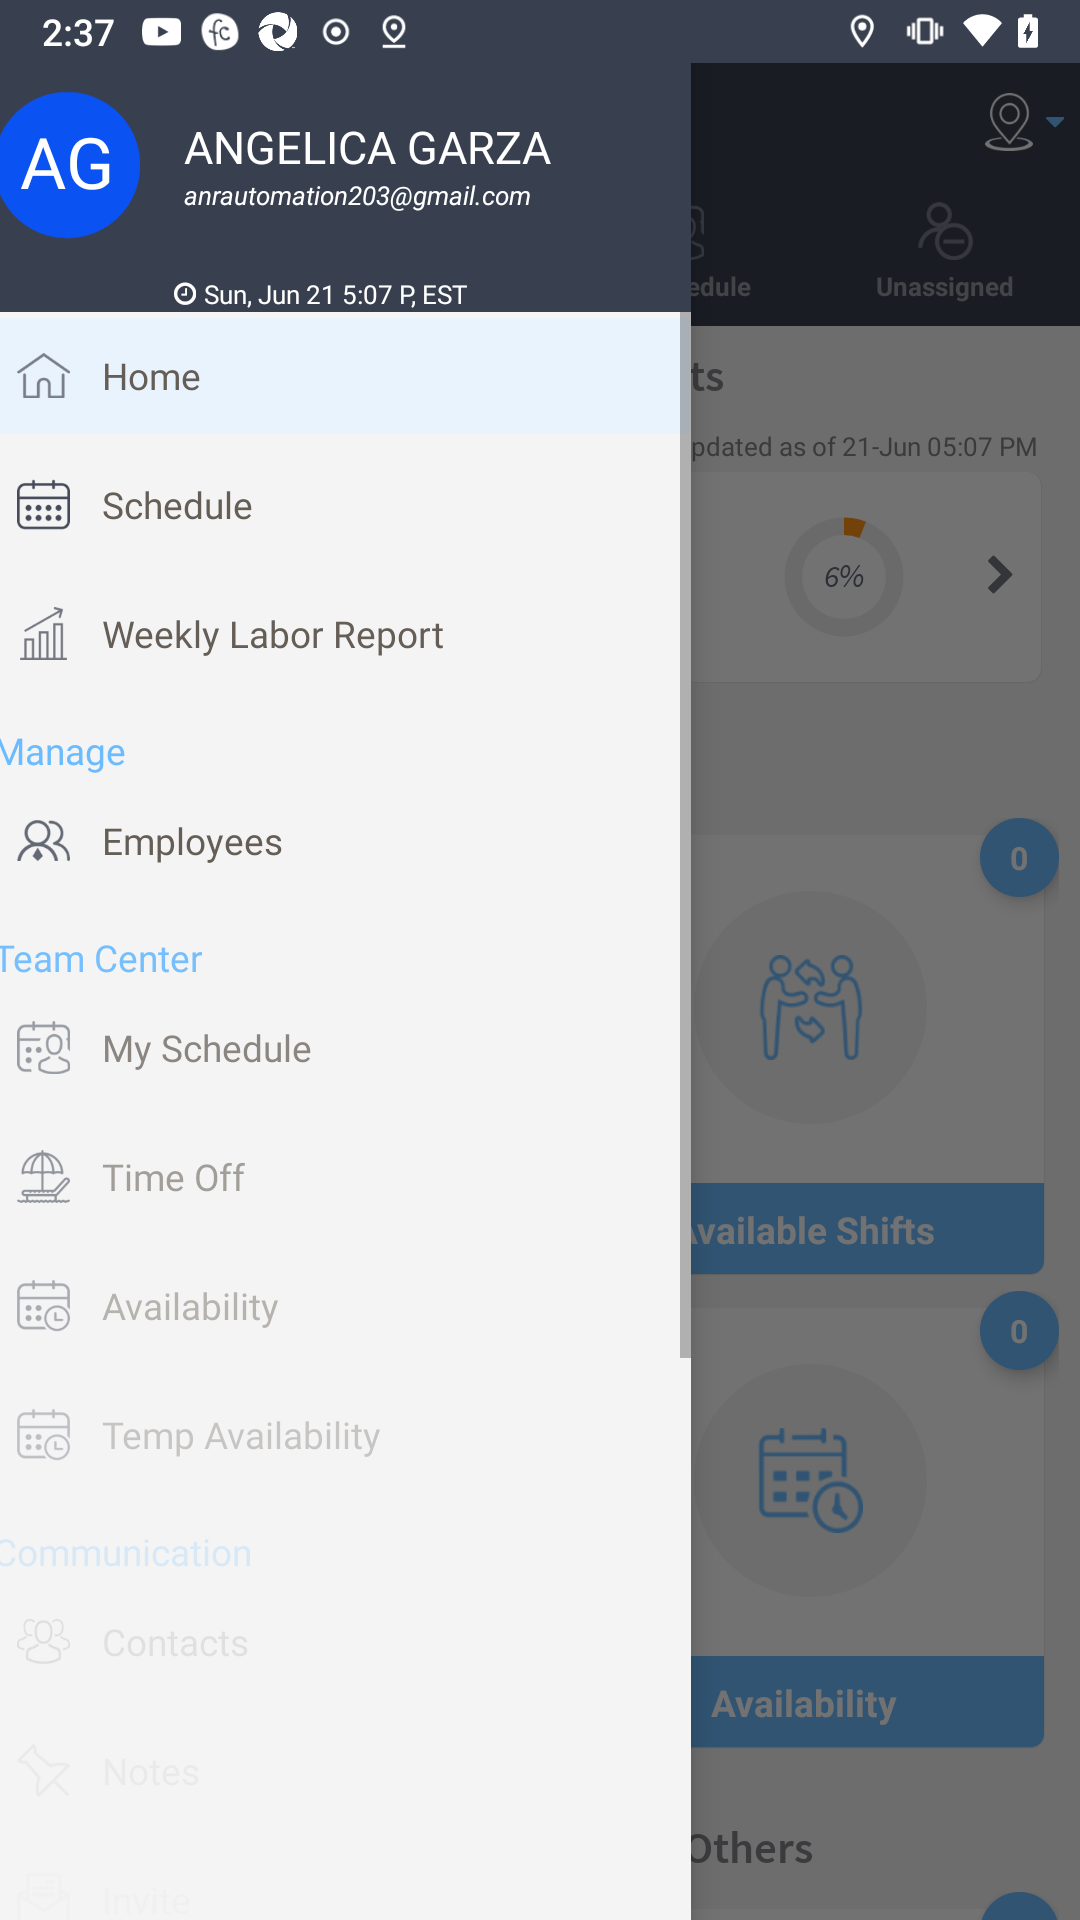 2:37
fc
AG
ANGELICA GARZA
anrautomation203@gmail.com
Sun, Jun 21 5:07 P, EST
edule
Unassigned
Home
ts
pdated as of 21-Jun 05:07 PM
Schedule
6%
Weekly Labor Report
Manage
Employees
0
Team Center
My Schedule
Time Off
Available Shifts
Availability
0
Temp Availability
Communication
Contacts
Availability
Notes
Others
Invite